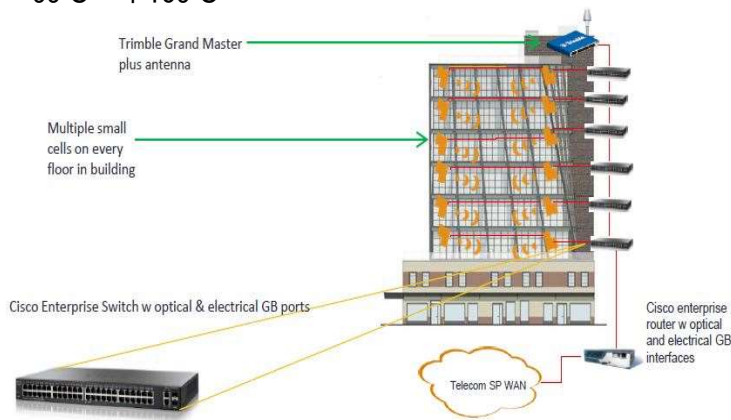 Trimble Grand Master
plus antenna
Trimble
Multiple small
cells on every
floor in building
Cisco Enterprise Switch w optical & electrical GB ports
Cisco enterprise
router w optical
and electrical GB
interfaces
Telecom SP WAN